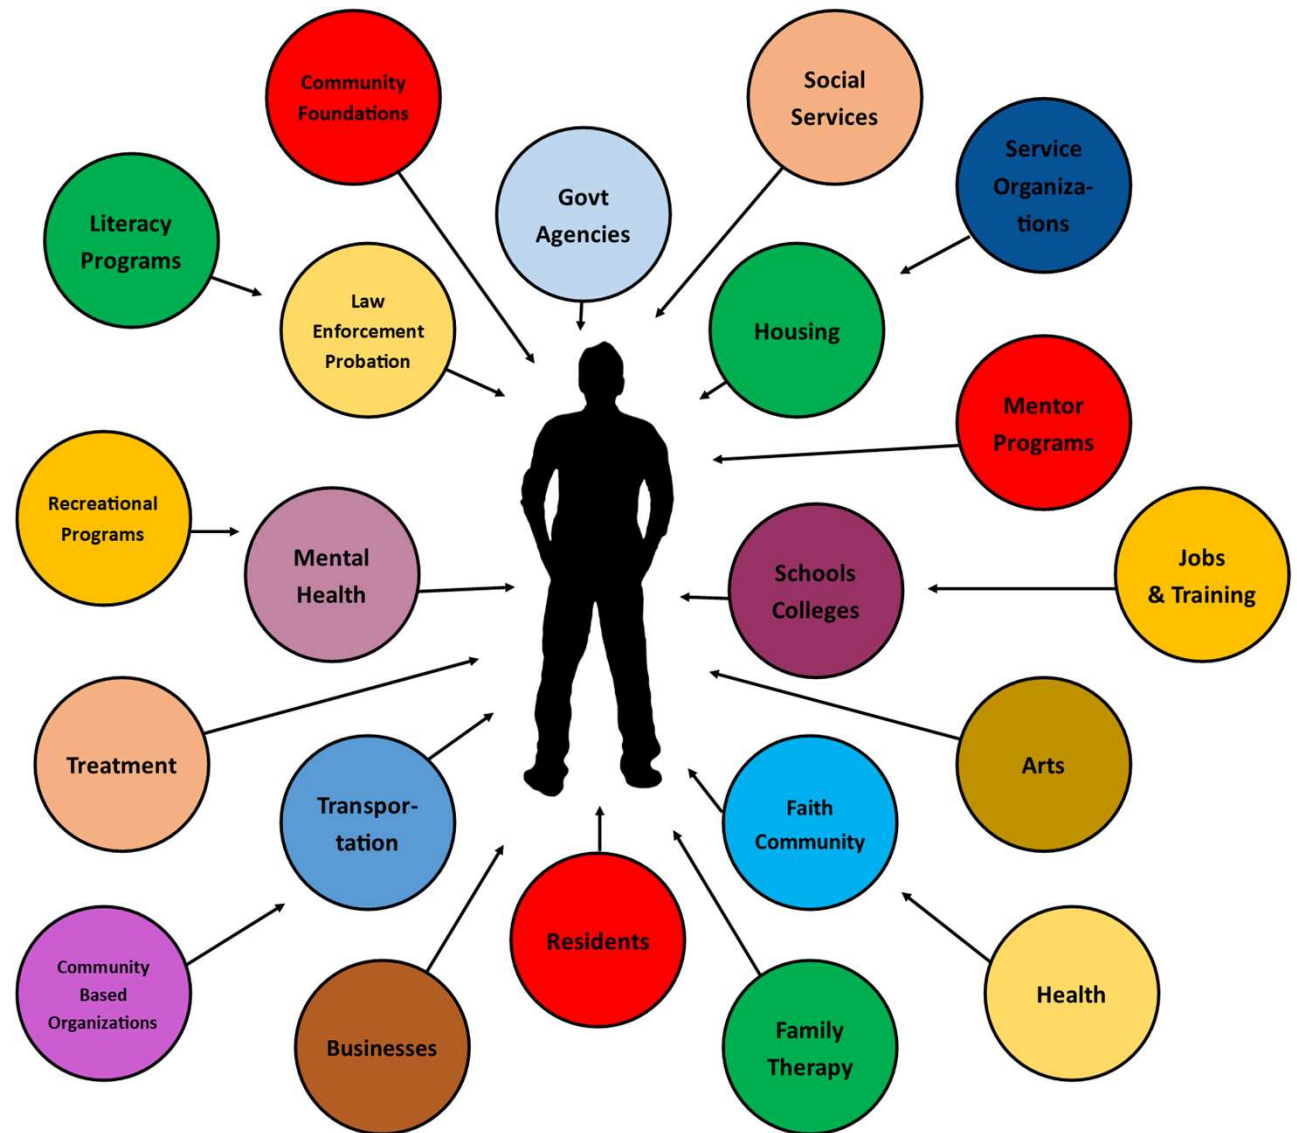 Community
Foundations
Social
Services
Service
Organiza-
tions
Govt
Agencies
Literacy
Programs
Law
Enforcement
Probation
Housing
Mentor
Programs
Recreational
Programs
Mental
Health
Schools
Colleges
Jobs
& Training
Treatment
Transpor-
tation
Faith
Community
Arts
Community
Based
Organizations
Businesses
Residents
Family
Therapy
Health